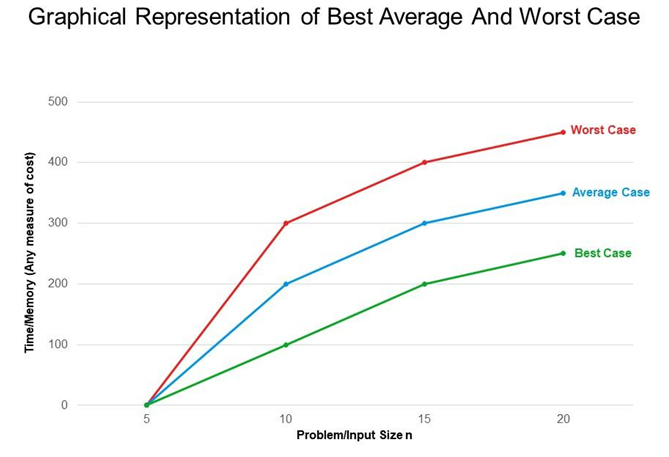 Graphical Representation of Best Average And Worst Case
Time/Memory (Any measure of cost)
500
400
300
200
100
0
Worst Case
Average Case
Best Case
5
10
15
20
Problem/Input Size n